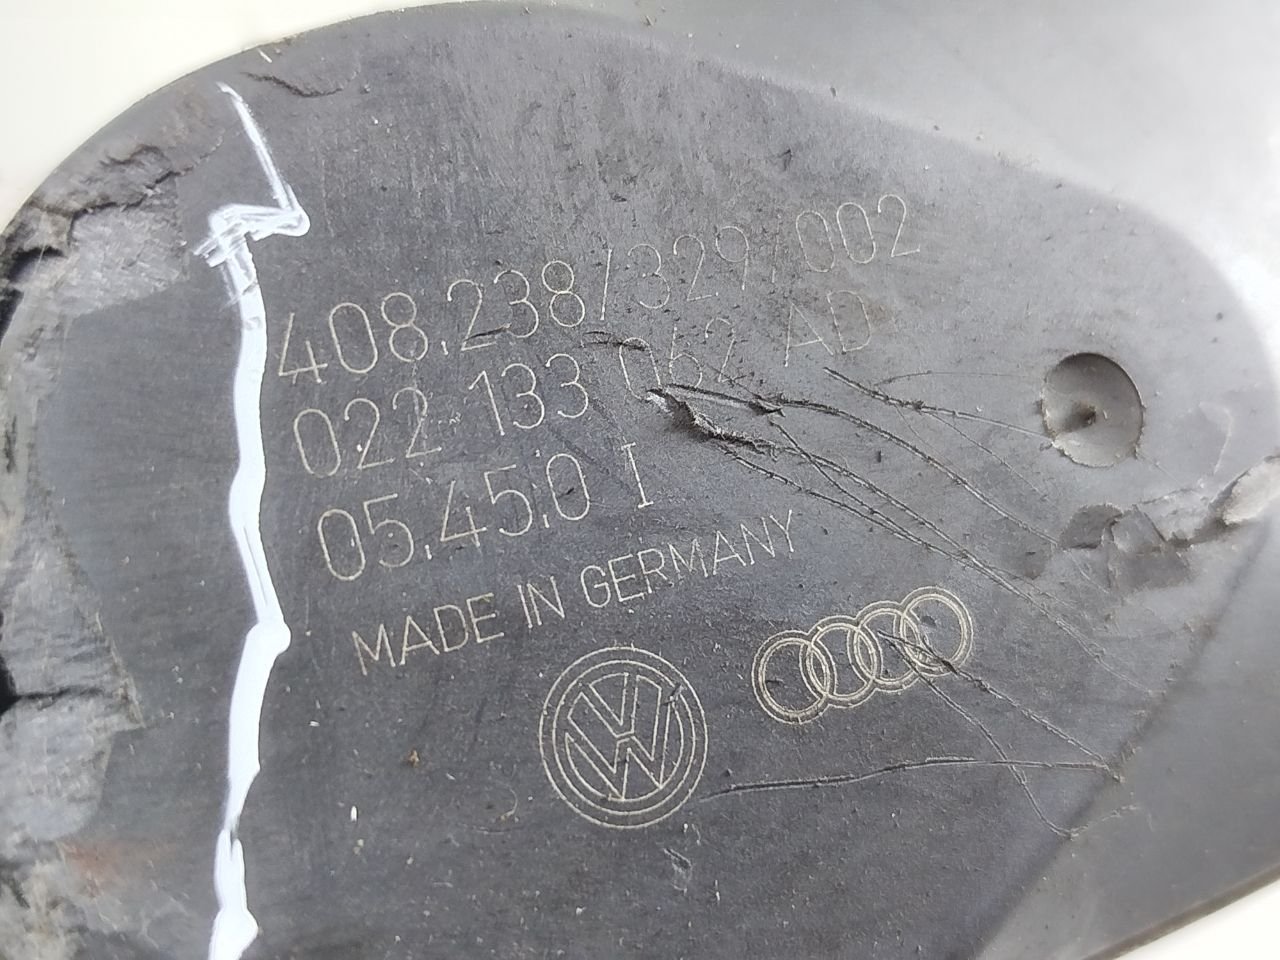 408.238/329/002
022 133 062 AD
05.45.0 I
MADE IN GERMANY